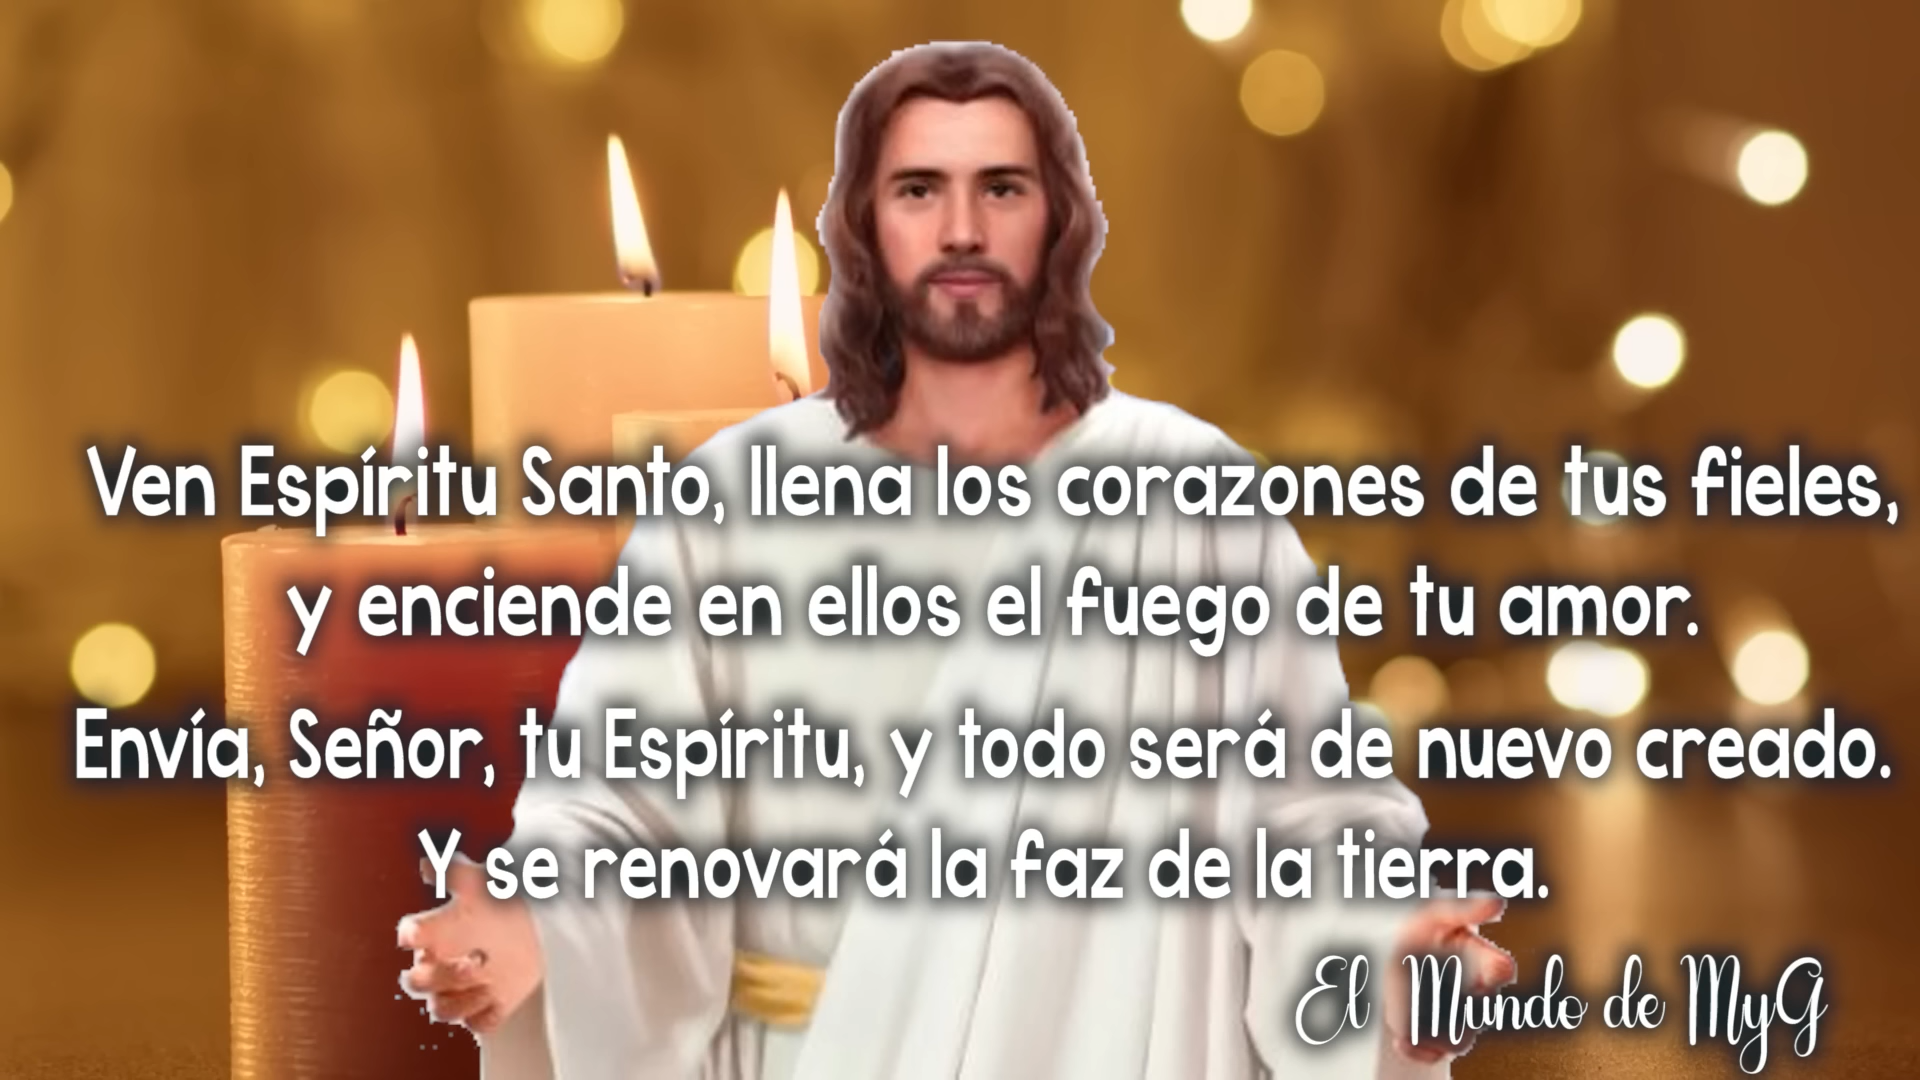 Ven Espíritu Santo, llena los corazones de tus fieles,
y enciende en ellos el fuego de tu amor.
Envía, Señor, tu Espíritu, y todo será de nuevo creado.
Y se renovará la faz de la tierra.
El Mundo de MyG